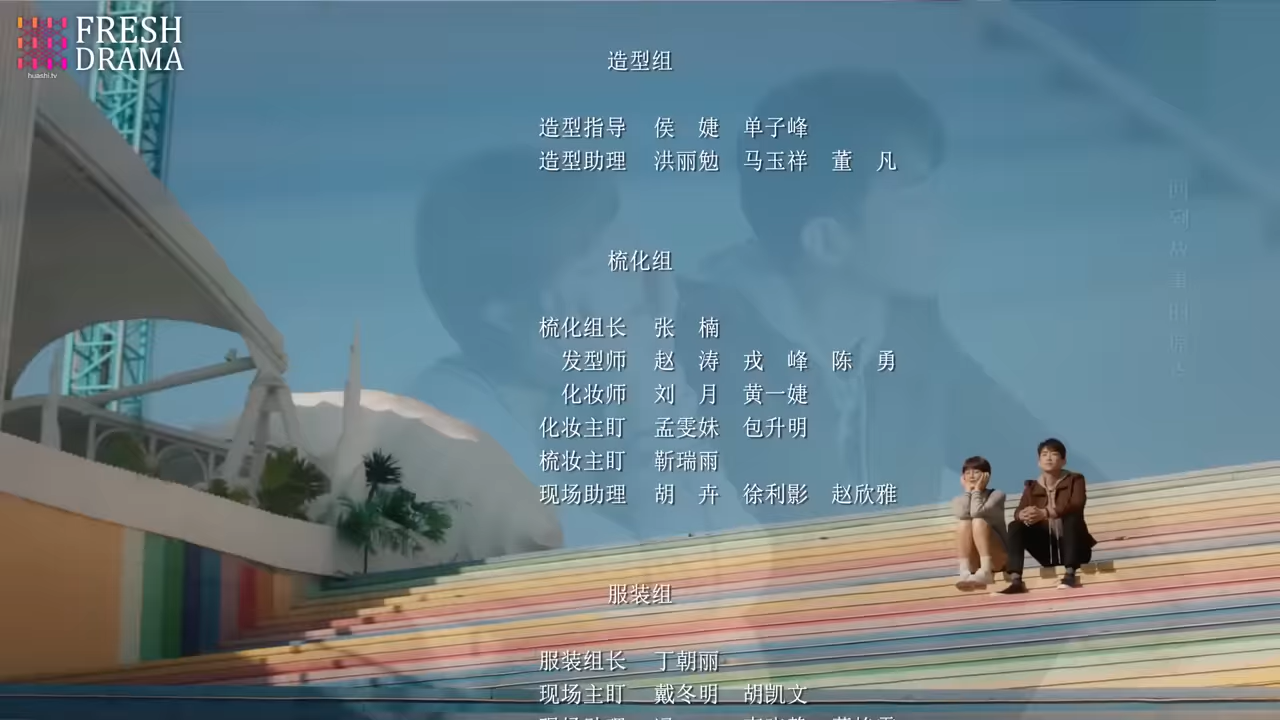 FRESH
DRAMA
huashi.tv
造型组
造型指导 侯 婕 单子峰
造型助理 洪丽勉 马玉祥 董 凡
梳化组
梳化组长 张 楠
发型师 赵 涛 戎 峰 陈 勇
化妆师 刘 月 黄一婕
化妆主盯 孟雯妹 包升明
梳妆主盯 靳瑞雨
现场助理 胡 卉 徐利影 赵欣雅
服装组
服装组长 丁朝丽
现场主盯 戴冬明 胡凯文